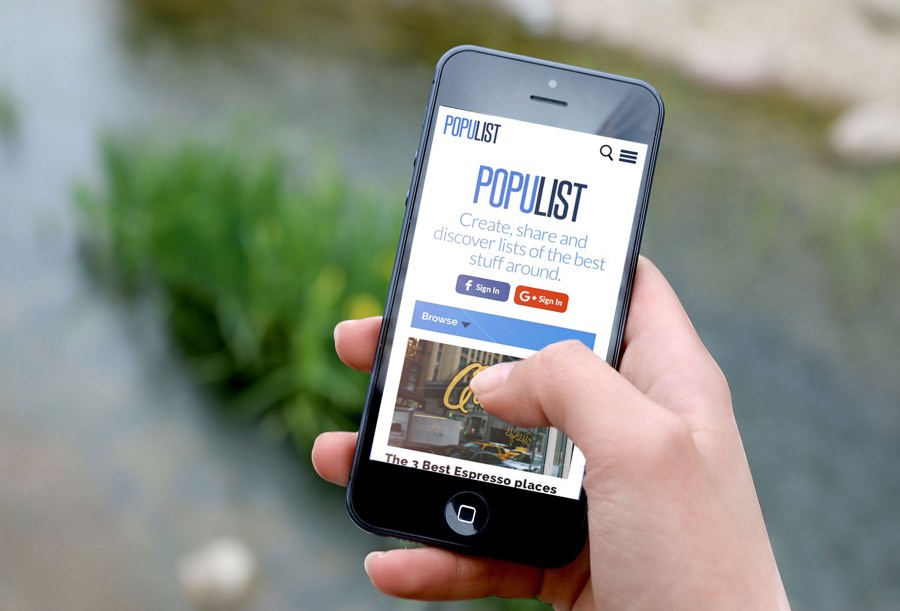 POPULIST
POPULIST
Create, share and
discover lists of the best
stuff around.
f Sign In
G+ Sign In
Browse
The 3 Best Espresso places